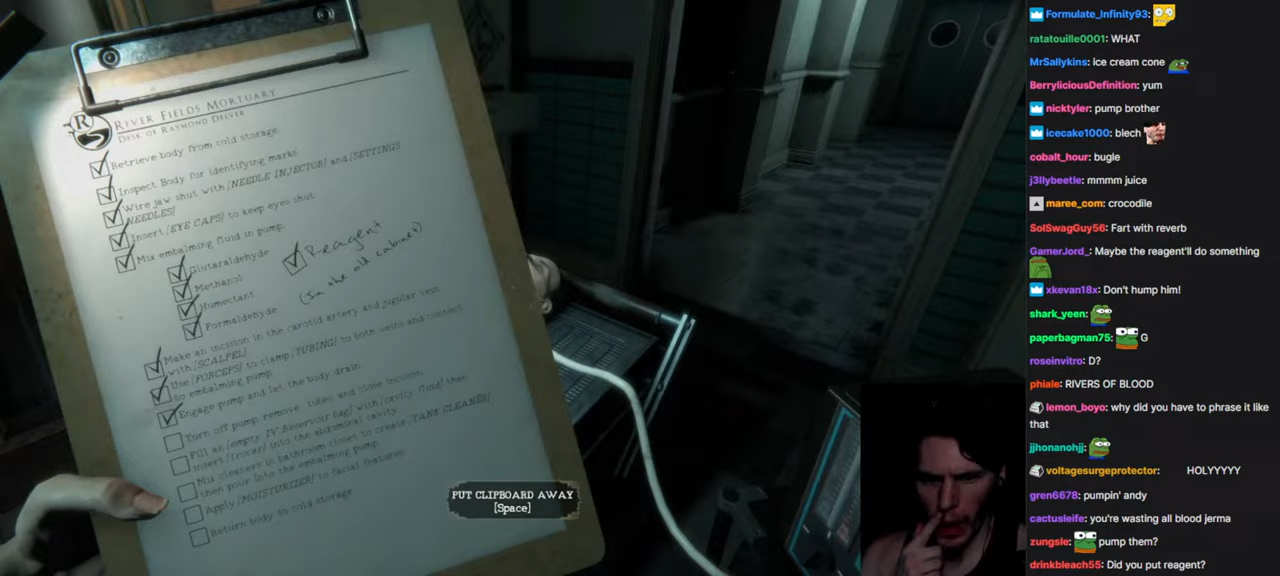 RIVER FIELDS MORTUARY
DESK OF RAYMOND DELVER
Retrieve body from cold storage.
Inspect Body for identifying marks
Wire jaw shut with [NEEDLE INJECTOR] and [SETTING
NEEDLES]
Insert [EYE CAPS] to keep eyes shut.
Mix embalming fluid in pump.
Glutaraldehyde
Methanol
Humectant
Formaldehyde
Reagent
(In the old cabinet)
Make an incision in the carotid artery and jugular vein
with [SCALPEL]
Use [FORCEPS] to clamp [TUBING] to both veins and connect
to embalming pump.
Engage pump and let the body drain.
Turn off pump, remove tubes and close incision.
Fill an [empty IV Reservoir bag] with [cavity fluid] then
insert [trocar] into the abdominal cavity.
Mix cleaners in bathroom closet to create [TANK CLEANER]
then pour into the embalming pump.
Apply [MOISTURIZER] to facial features
Return body to cold storage
PUT CLIPBOARD AWAY
[Space]
Formulate_Infinity93:
ratatouille0001: WHAT
MrSallykins: ice cream cone
BerryliciousDefinition: yum
nicktyler: pump brother
icecake1000: blech
cobalt_hour: bugle
j3llybeetle: mmmm juice
maree_com: crocodile
SolSwagGuy56: Fart with reverb
GamerJord_: Maybe the reagent'll do something
xkevan18x: Don't hump him!
shark_yeen:
paperbagman75: G
roseinvitro: D?
phiale: RIVERS OF BLOOD
lemon_boyo: why did you have to phrase it like
that
jjhonanohjj:
voltagesurgeprotector: HOLYYYY
gren6678: pumpin' andy
cactusleife: you're wasting all blood jerma
zungsle: pump them?
drinkbleach55: Did you put reagent?